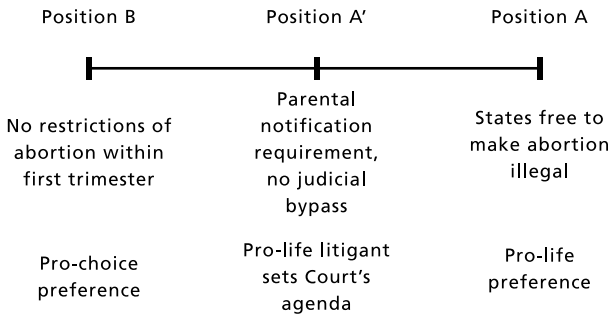 Position B
Position A′
Position A
No restrictions of
abortion within
first trimester
Parental
notification
requirement,
no judicial
bypass
States free to
make abortion
illegal
Pro-choice
preference
Pro-life litigant
sets Court's
agenda
Pro-life
preference